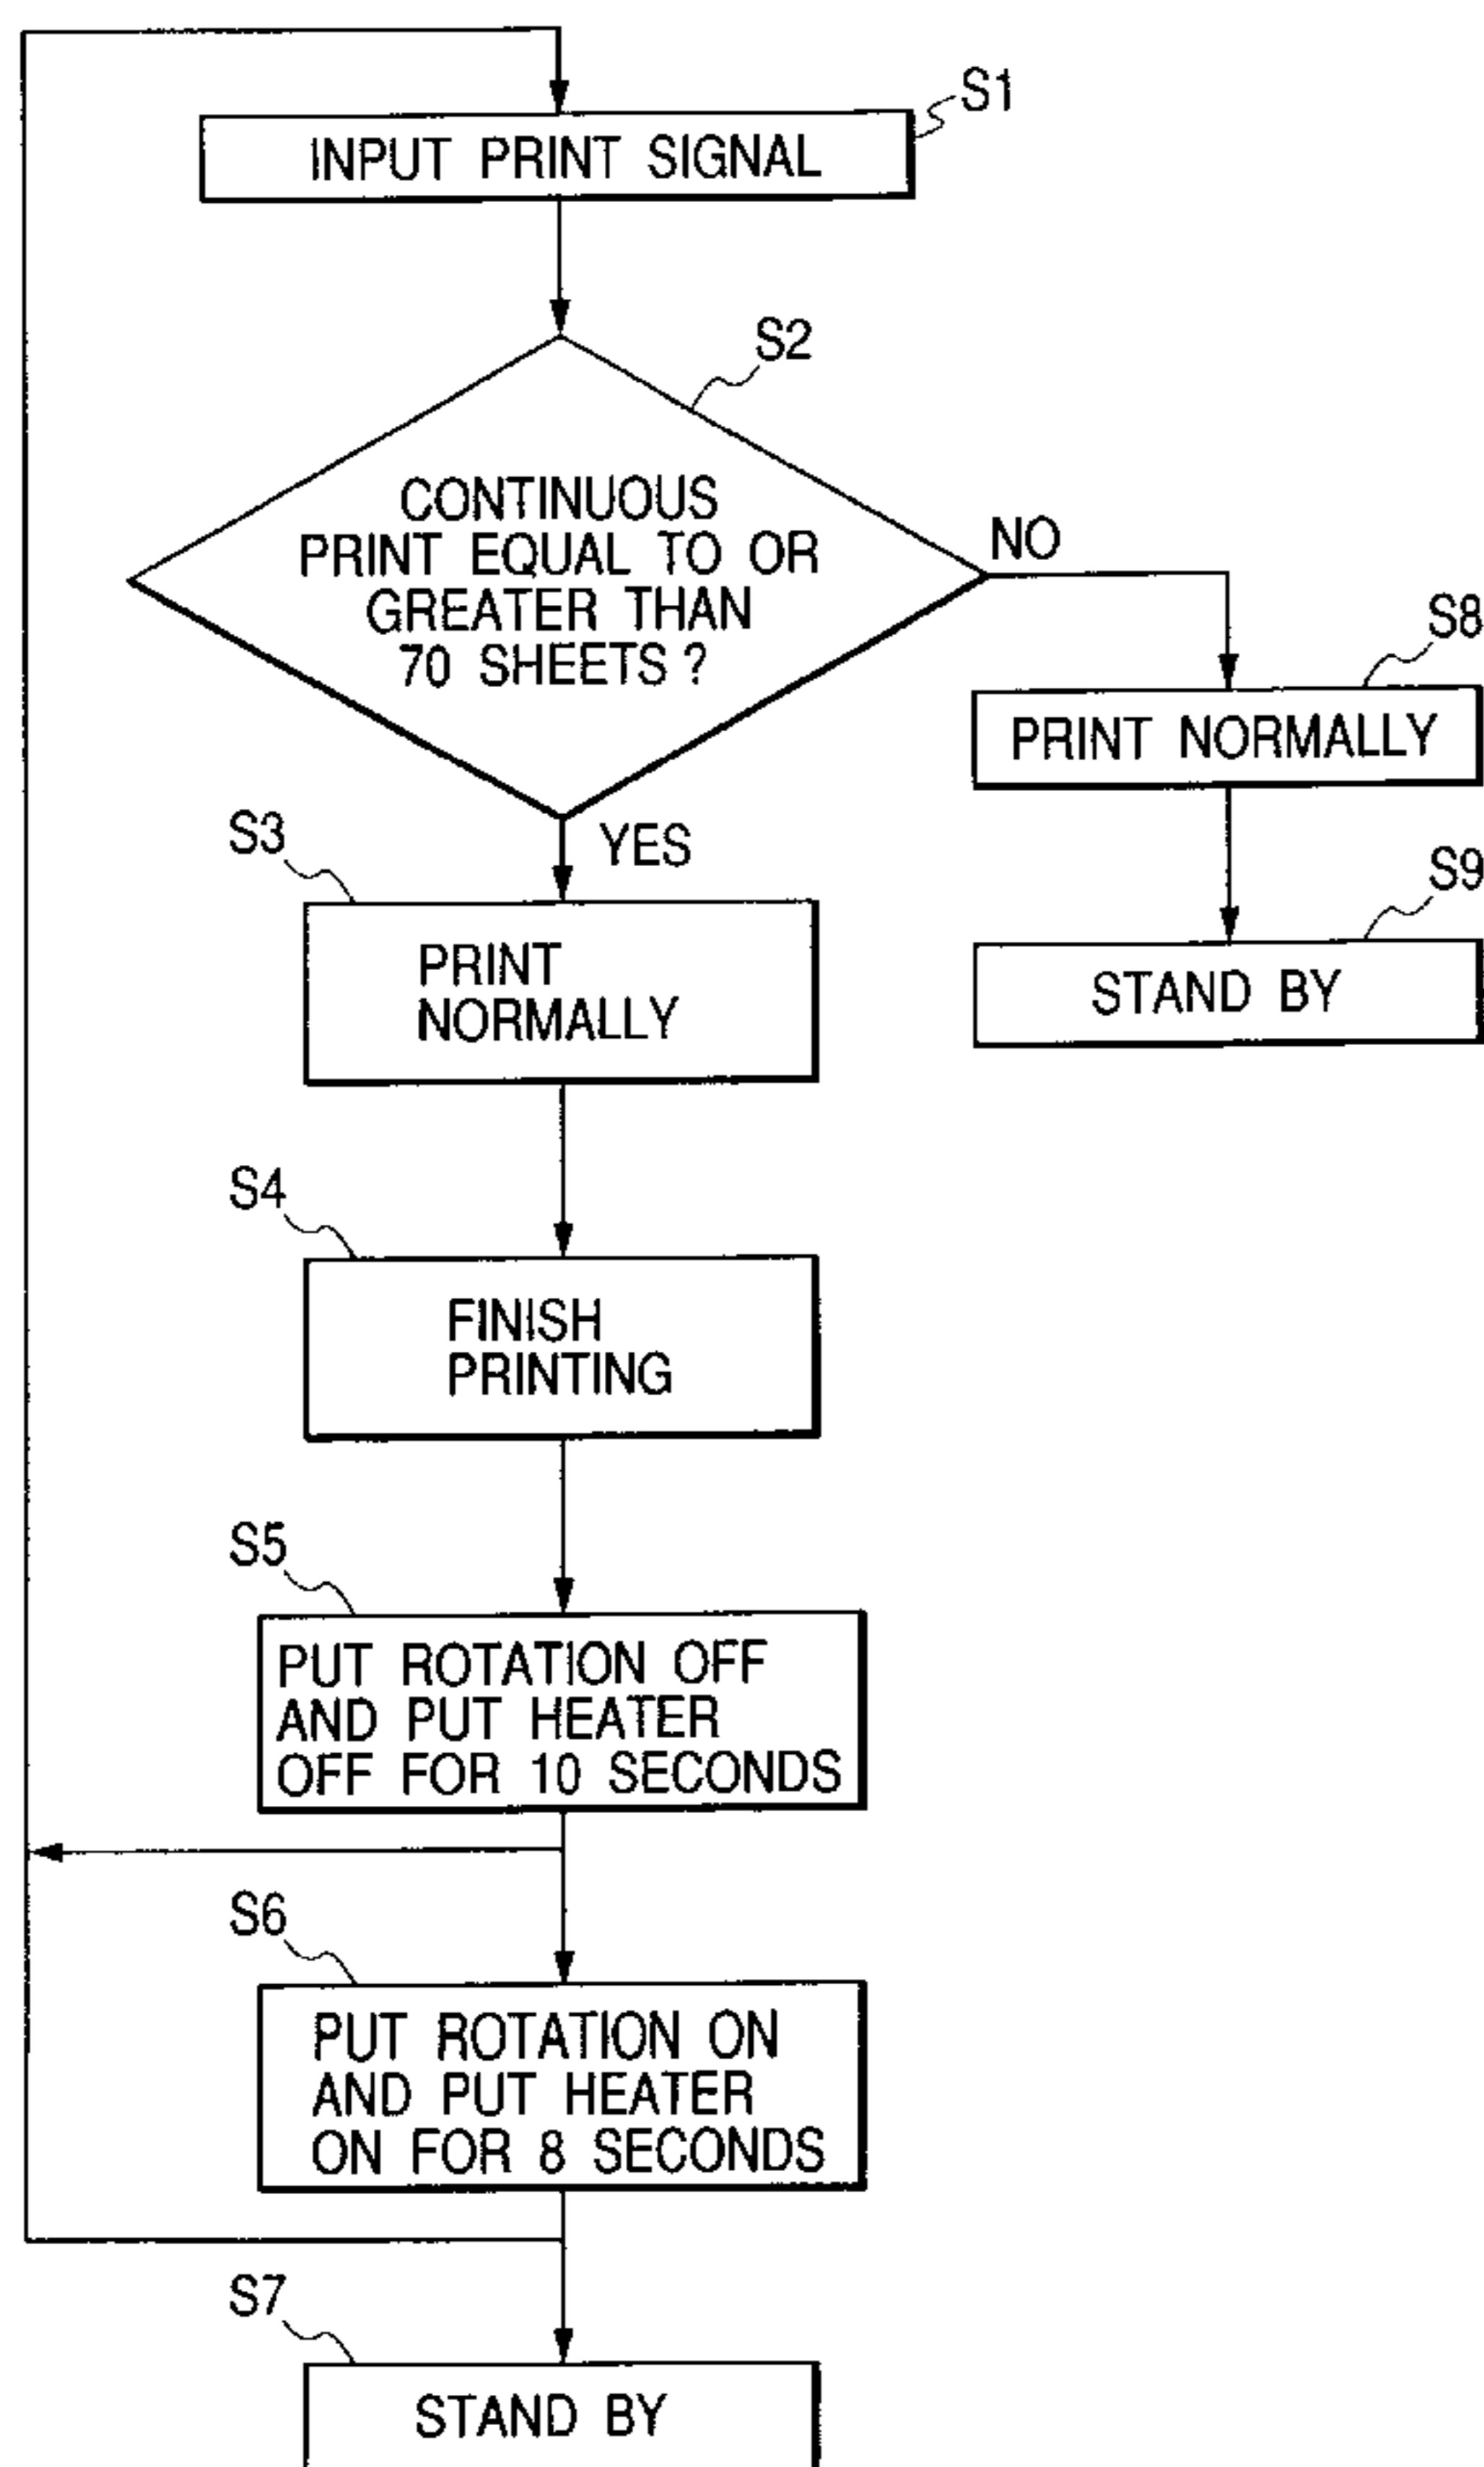 S1
INPUT PRINT SIGNAL
S2
CONTINUOUS
PRINT EQUAL TO OR
GREATER THAN
70 SHEETS ?
NO
S8
PRINT NORMALLY
YES
S3
PRINT
NORMALLY
S9
STAND BY
S4
FINISH
PRINTING
S5
PUT ROTATION OFF
AND PUT HEATER
OFF FOR 10 SECONDS
S6
PUT ROTATION ON
AND PUT HEATER
ON FOR 8 SECONDS
S7
STAND BY